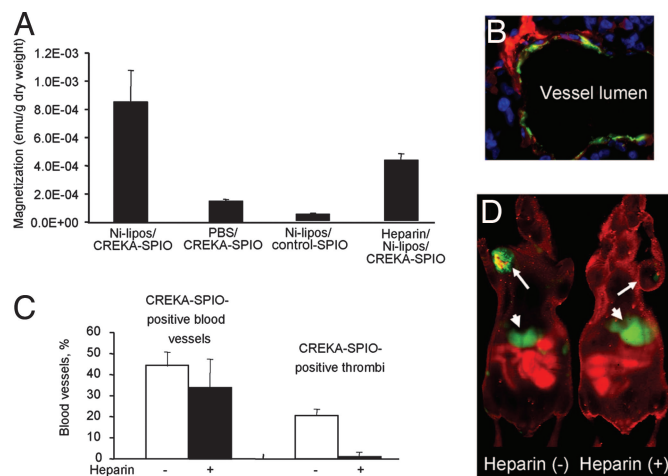 A
Magnetization (emu/g dry weight)
1.2E-03
1.0E-03
8.0E-04
6.0E-04
4.0E-04
2.0E-04
0.0E+00
Ni-lipos/
CREKA-SPIO
PBS/
CREKA-SPIO
Ni-lipos/
control-SPIO
Heparin/
Ni-lipos/
CREKA-SPIO
B
Vessel lumen
C
Blood vessels, %
60
50
40
30
20
10
0
CREKA-SPIO-
positive blood
vessels
CREKA-SPIO-
positive thrombi
Heparin - + - +
D
Heparin (-) Heparin (+)